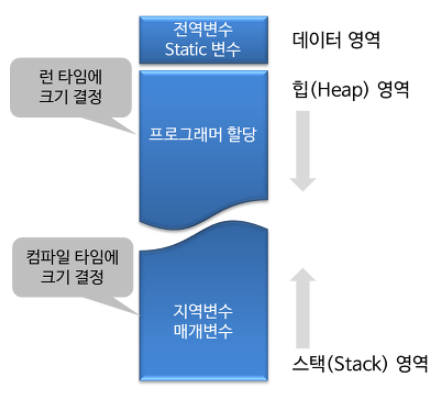 전역변수
Static 변수
데이터 영역
런 타임에
크기 결정
힙(Heap) 영역
프로그래머 할당
컴파일 타임에
크기 결정
지역변수
매개변수
스택(Stack) 영역